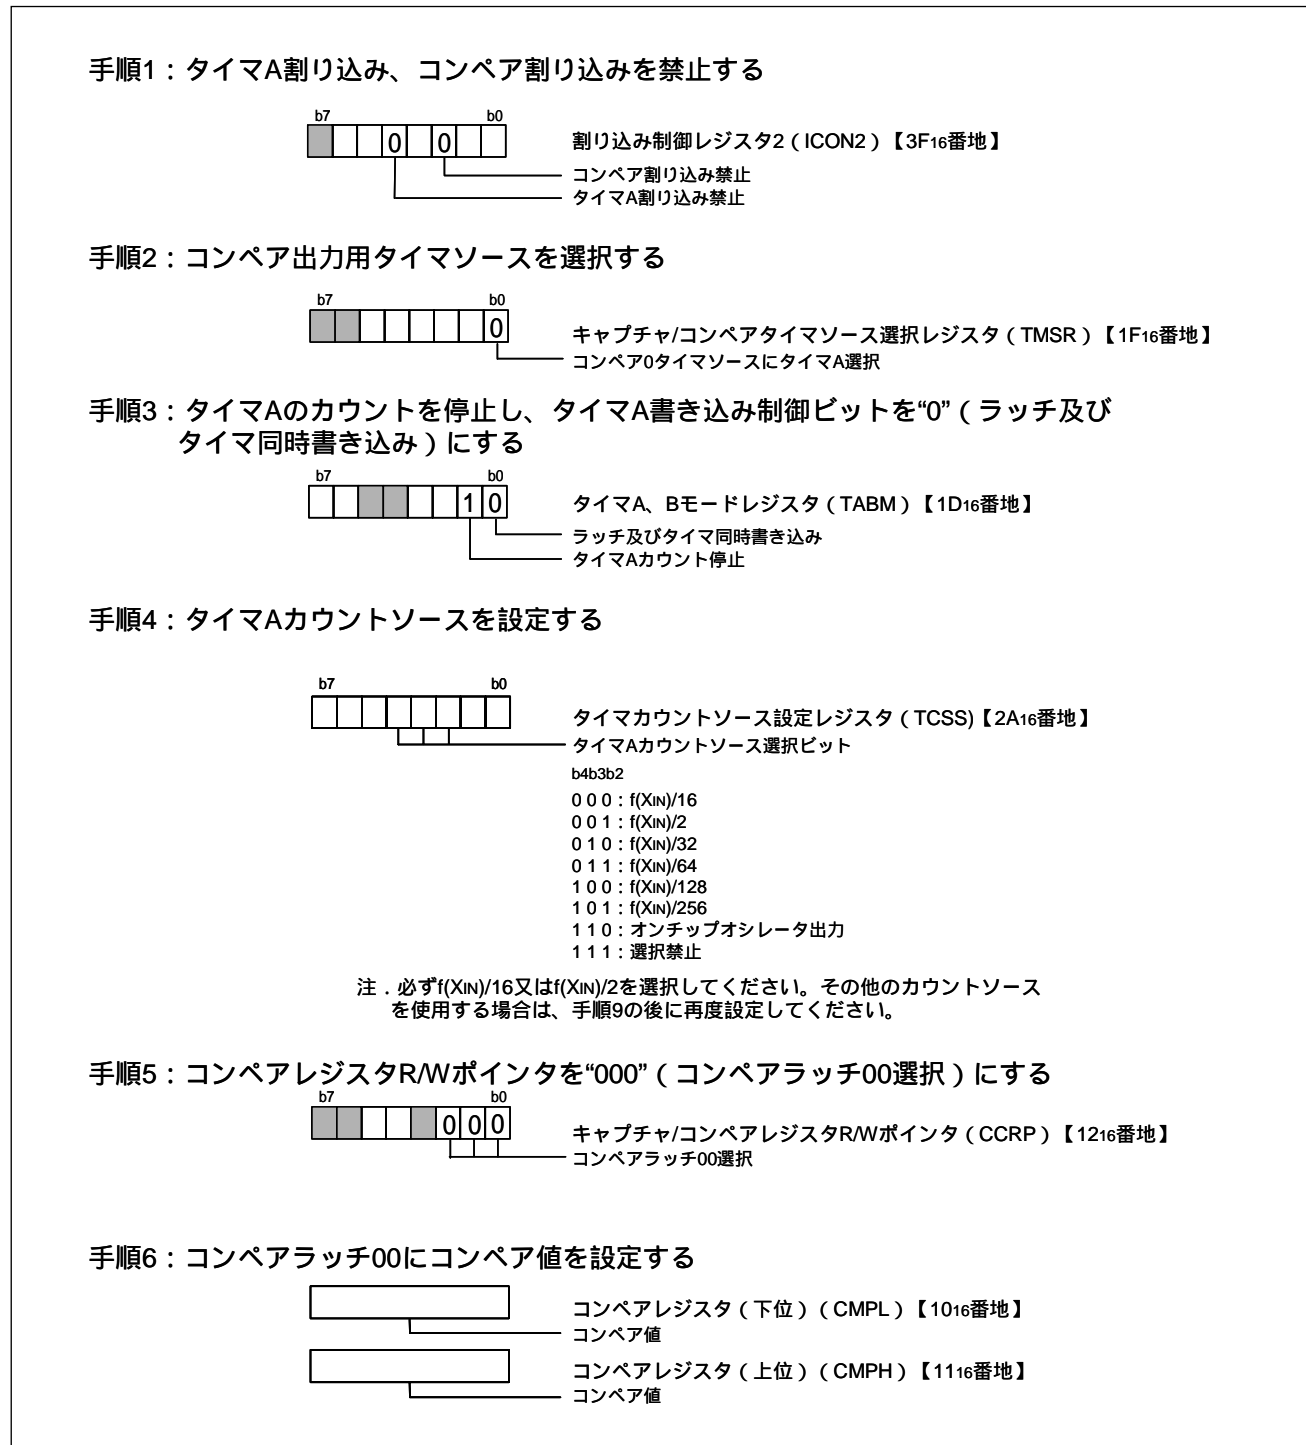 手順1：タイマA割り込み、コンペア割り込みを禁止する
b7 b0
0 0
割り込み制御レジスタ2（ICON2）【3F16番地】
コンペア割り込み禁止
タイマA割り込み禁止
手順2：コンペア出力用タイマソースを選択する
b7 b0
0
キャプチャ/コンペアタイマソース選択レジスタ（TMSR）【1F16番地】
コンペア0タイマソースにタイマA選択
手順3：タイマAのカウントを停止し、タイマA書き込み制御ビットを“0”（ラッチ及び
タイマ同時書き込み）にする
b7 b0
1 0
タイマA、Bモードレジスタ（TABM）【1D16番地】
ラッチ及びタイマ同時書き込み
タイマAカウント停止
手順4：タイマAカウントソースを設定する
b7 b0
タイマカウントソース設定レジスタ（TCSS)【2A16番地】
タイマAカウントソース選択ビット
b4b3b2
0 0 0：f(XIN)/16
0 0 1：f(XIN)/2
0 1 0：f(XIN)/32
0 1 1：f(XIN)/64
1 0 0：f(XIN)/128
1 0 1：f(XIN)/256
1 1 0：オンチップオシレータ出力
1 1 1：選択禁止
注．必ずf(XIN)/16又はf(XIN)/2を選択してください。その他のカウントソース
を使用する場合は、手順9の後に再度設定してください。
手順5：コンペアレジスタR/Wポインタを“000”（コンペアラッチ00選択）にする
b7 b0
0 0 0
キャプチャ/コンペアレジスタR/Wポインタ（CCRP）【1216番地】
コンペアラッチ00選択
手順6：コンペアラッチ00にコンペア値を設定する
コンペアレジスタ（下位）（CMPL）【1016番地】
コンペア値
コンペアレジスタ（上位）（CMPH）【1116番地】
コンペア値